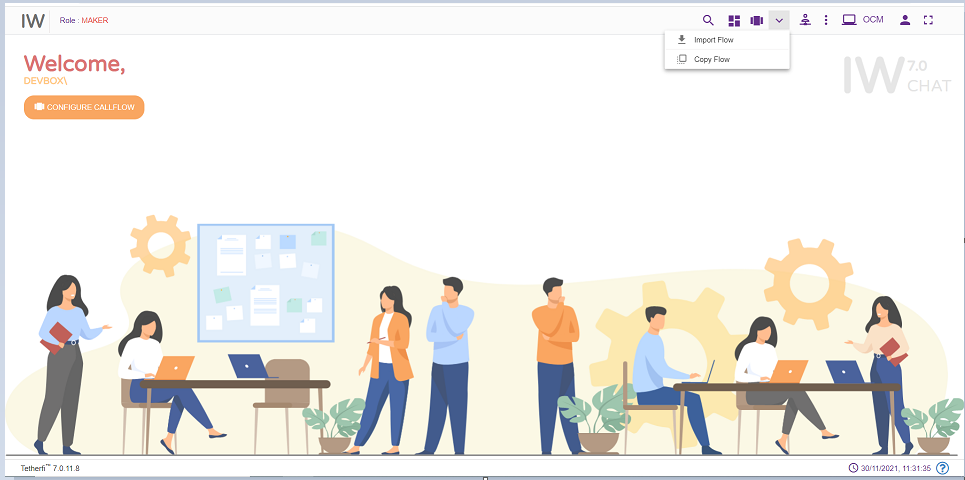 IW Role : MAKER OCM
Import Flow
Copy Flow
Welcome,
DEVBOX\
CONFIGURE CALLFLOW
IW 7.0
CHAT
Tetherfi™ 7.0.11.8 30/11/2021, 11:31:35 ?